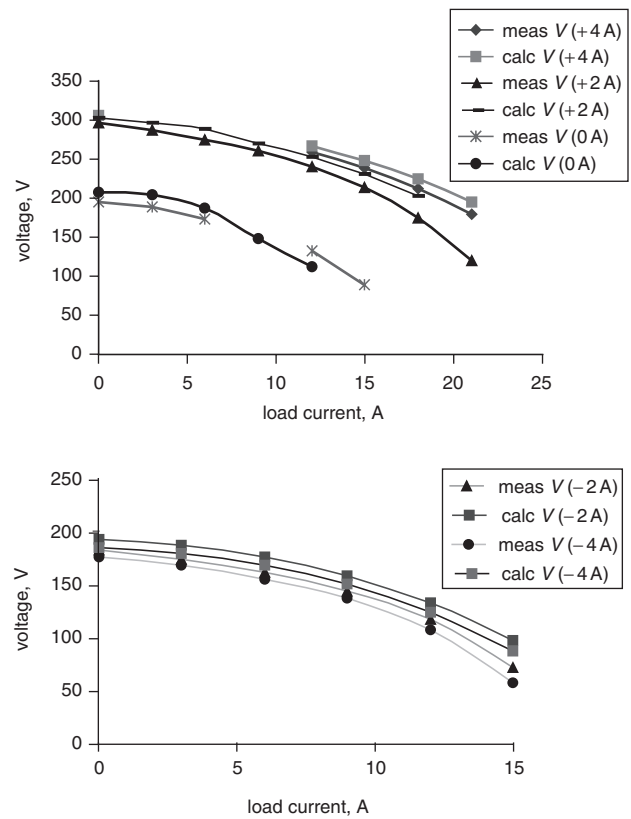 meas V (+4 A)
calc V (+4 A)
meas V (+2 A)
calc V (+2 A)
meas V (0 A)
calc V (0 A)
350
300
250
200
150
100
50
0
voltage, V
0 5 10 15 20 25
load current, A
meas V (−2 A)
calc V (−2 A)
meas V (−4 A)
calc V (−4 A)
250
200
150
100
50
0
voltage, V
0 5 10 15
load current, A